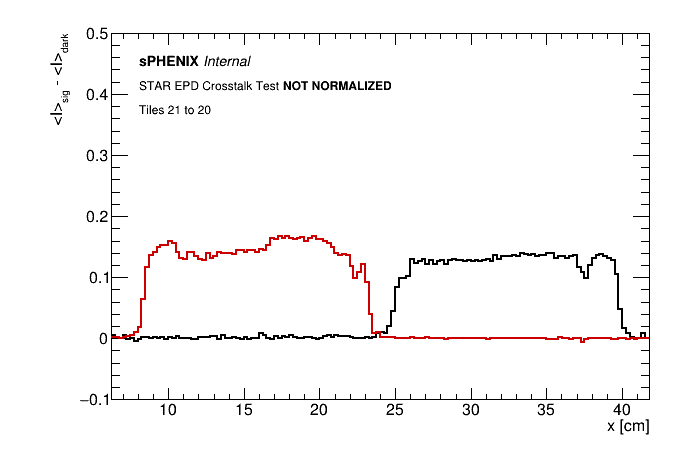 0.5
sPHENIX Internal
<I>sig - <I>dark
STAR EPD Crosstalk Test NOT NORMALIZED
0.4
Tiles 21 to 20
0.3
0.2
0.1
0
−0.1
10 15 20 25 30 35 40
x [cm]